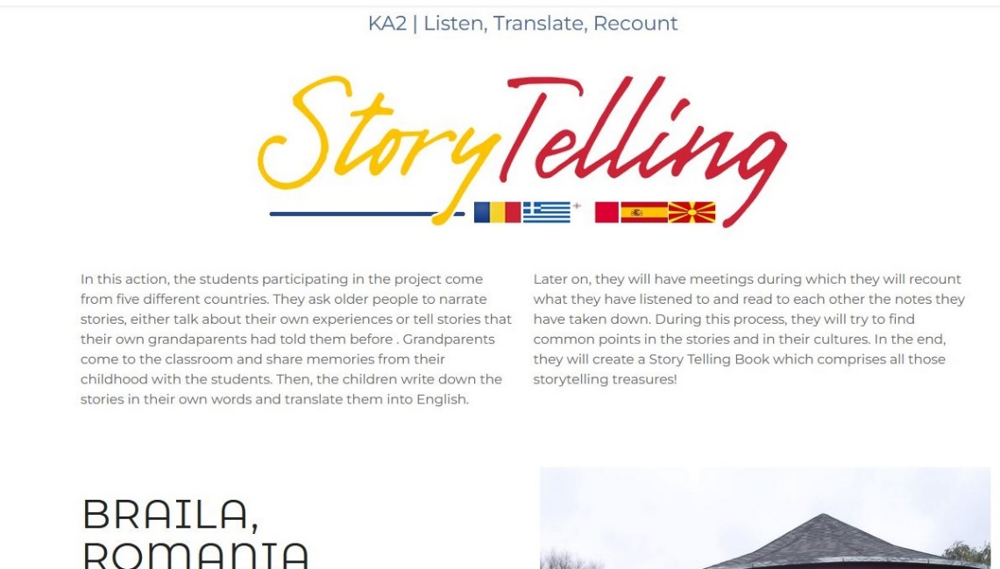 KA2 | Listen, Translate, Recount
StoryTelling
In this action, the students participating in the project come
from five different countries. They ask older people to narrate
stories, either talk about their own experiences or tell stories that
their own grandaparents had told them before . Grandparents
come to the classroom and share memories from their
childhood with the students. Then, the children write down the
stories in their own words and translate them into English.
Later on, they will have meetings during which they will recount
what they have listened to and read to each other the notes they
have taken down. During this process, they will try to find
common points in the stories and in their cultures. In the end,
they will create a Story Telling Book which comprises all those
storytelling treasures!
BRAILA,
ROMANIA